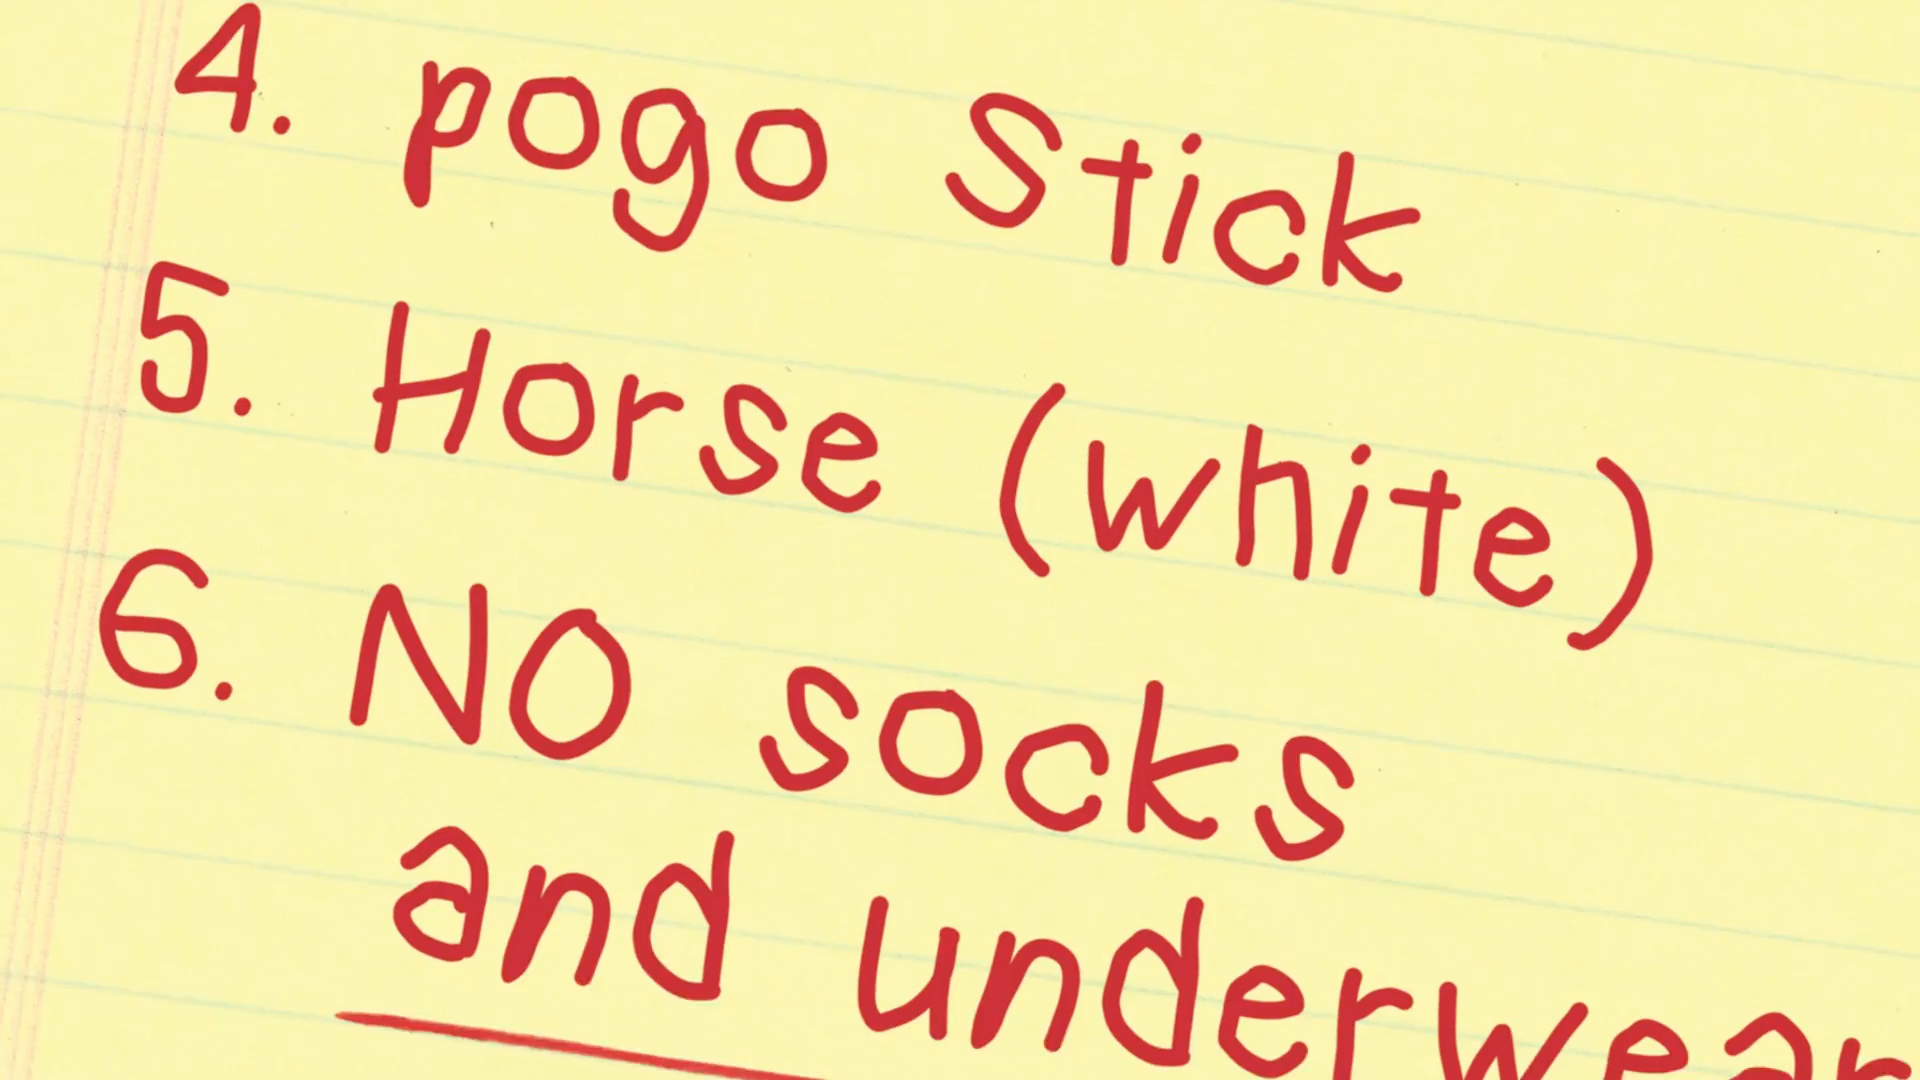 4. pogo Stick
5. Horse (white)
6. NO socks
and underwear